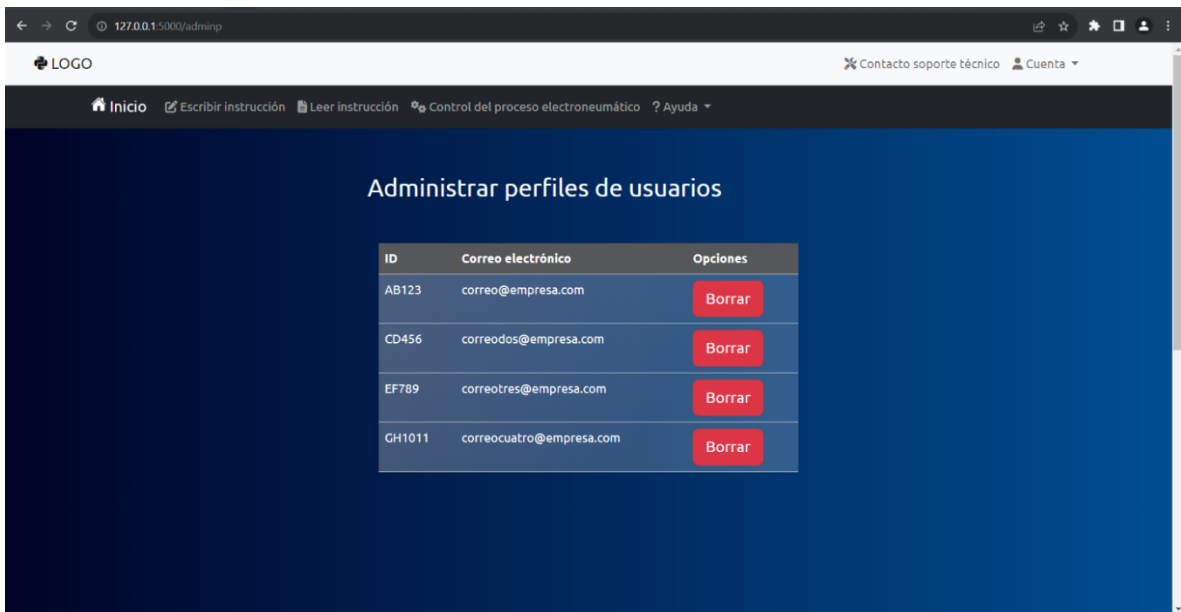 127.0.0.1:5000/adminp
LOGO Contacto soporte técnico Cuenta
Inicio Escribir instrucción Leer instrucción Control del proceso electroneumático ? Ayuda
Administrar perfiles de usuarios
ID Correo electrónico Opciones
AB123 correo@empresa.com Borrar
CD456 correodos@empresa.com Borrar
EF789 correotres@empresa.com Borrar
GH1011 correocuatro@empresa.com Borrar